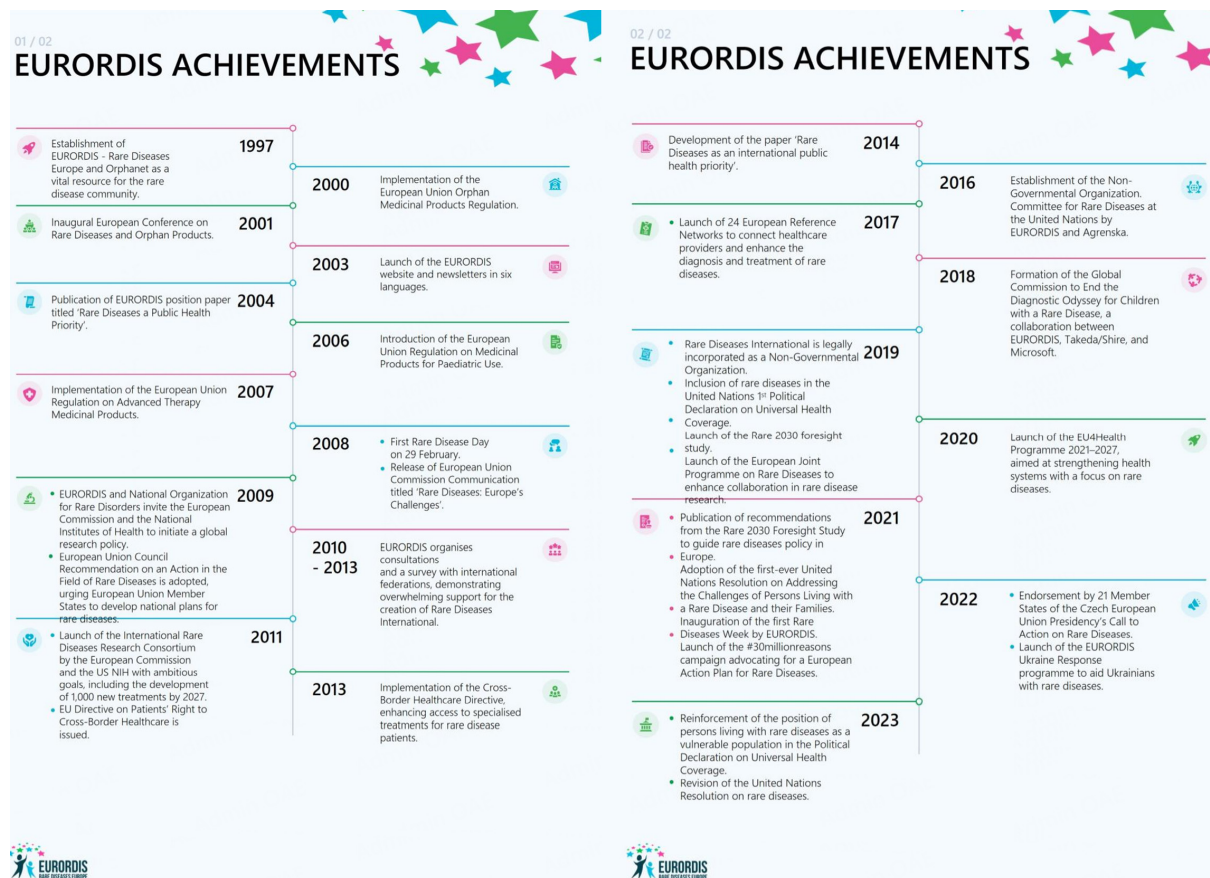 01 / 02
EURORDIS ACHIEVEMENTS
1997
Establishment of
EURORDIS - Rare Diseases
Europe and Orphanet as a
vital resource for the rare
disease community.
2000
Implementation of the
European Union Orphan
Medicinal Products Regulation.
2001
Inaugural European Conference on
Rare Diseases and Orphan Products.
2003
Launch of the EURORDIS
website and newsletters in six
languages.
2004
Publication of EURORDIS position paper
titled ‘Rare Diseases a Public Health
Priority’.
2006
Introduction of the European
Union Regulation on Medicinal
Products for Paediatric Use.
2007
Implementation of the European Union
Regulation on Advanced Therapy
Medicinal Products.
2008
• First Rare Disease Day
on 29 February.
• Release of European Union
Commission Communication
titled ‘Rare Diseases: Europe’s
Challenges’.
2009
• EURORDIS and National Organization
for Rare Disorders invite the European
Commission and the National
Institutes of Health to initiate a global
research policy.
• European Union Council
Recommendation on an Action in the
Field of Rare Diseases is adopted,
urging European Union Member
States to develop national plans for
rare diseases.
2010
- 2013
EURORDIS organises
consultations
and a survey with international
federations, demonstrating
overwhelming support for the
creation of Rare Diseases
International.
2011
• Launch of the International Rare
Diseases Research Consortium
by the European Commission
and the US NIH with ambitious
goals, including the development
of 1,000 new treatments by 2027.
• EU Directive on Patients’ Right to
Cross-Border Healthcare is
issued.
2013
Implementation of the Cross-
Border Healthcare Directive,
enhancing access to specialised
treatments for rare disease
patients.
EURORDIS
RARE DISEASES EUROPE
02 / 02
EURORDIS ACHIEVEMENTS
2014
Development of the paper ‘Rare
Diseases as an international public
health priority’.
2016
Establishment of the Non-
Governmental Organization.
Committee for Rare Diseases at
the United Nations by
EURORDIS and Agrenska.
2017
• Launch of 24 European Reference
Networks to connect healthcare
providers and enhance the
diagnosis and treatment of rare
diseases.
2018
Formation of the Global
Commission to End the
Diagnostic Odyssey for Children
with a Rare Disease, a
collaboration between
EURORDIS, Takeda/Shire, and
Microsoft.
2019
• Rare Diseases International is legally
incorporated as a Non-Governmental
Organization.
• Inclusion of rare diseases in the
United Nations 1st Political
Declaration on Universal Health
• Coverage.
Launch of the Rare 2030 foresight
• study.
Launch of the European Joint
Programme on Rare Diseases to
enhance collaboration in rare disease
research.
2020
Launch of the EU4Health
Programme 2021–2027,
aimed at strengthening health
systems with a focus on rare
diseases.
2021
• Publication of recommendations
from the Rare 2030 Foresight Study
to guide rare diseases policy in
• Europe.
Adoption of the first-ever United
Nations Resolution on Addressing
the Challenges of Persons Living with
• a Rare Disease and their Families.
Inauguration of the first Rare
• Diseases Week by EURORDIS.
Launch of the #30millionreasons
campaign advocating for a European
Action Plan for Rare Diseases.
2022
• Endorsement by 21 Member
States of the Czech European
Union Presidency’s Call to
Action on Rare Diseases.
• Launch of the EURORDIS
Ukraine Response
programme to aid Ukrainians
with rare diseases.
2023
• Reinforcement of the position of
persons living with rare diseases as a
vulnerable population in the Political
Declaration on Universal Health
Coverage.
• Revision of the United Nations
Resolution on rare diseases.
EURORDIS
RARE DISEASES EUROPE